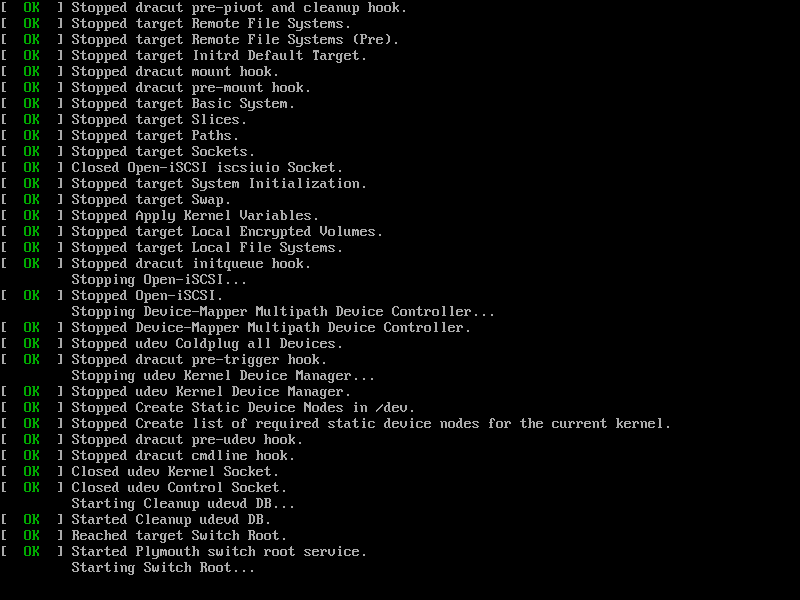 [  OK  ] Stopped dracut pre-pivot and cleanup hook.
[  OK  ] Stopped target Remote File Systems.
[  OK  ] Stopped target Remote File Systems (Pre).
[  OK  ] Stopped target Initrd Default Target.
[  OK  ] Stopped dracut mount hook.
[  OK  ] Stopped dracut pre-mount hook.
[  OK  ] Stopped target Basic System.
[  OK  ] Stopped target Slices.
[  OK  ] Stopped target Paths.
[  OK  ] Stopped target Sockets.
[  OK  ] Closed Open-iSCSI iscsiuio Socket.
[  OK  ] Stopped target System Initialization.
[  OK  ] Stopped target Swap.
[  OK  ] Stopped Apply Kernel Variables.
[  OK  ] Stopped target Local Encrypted Volumes.
[  OK  ] Stopped target Local File Systems.
[  OK  ] Stopped dracut initqueue hook.
         Stopping Open-iSCSI...
[  OK  ] Stopped Open-iSCSI.
         Stopping Device-Mapper Multipath Device Controller...
[  OK  ] Stopped Device-Mapper Multipath Device Controller.
[  OK  ] Stopped udev Coldplug all Devices.
[  OK  ] Stopped dracut pre-trigger hook.
         Stopping udev Kernel Device Manager...
[  OK  ] Stopped udev Kernel Device Manager.
[  OK  ] Stopped Create Static Device Nodes in /dev.
[  OK  ] Stopped Create list of required static device nodes for the current kernel.
[  OK  ] Stopped dracut pre-udev hook.
[  OK  ] Stopped dracut cmdline hook.
[  OK  ] Closed udev Kernel Socket.
[  OK  ] Closed udev Control Socket.
         Starting Cleanup udevd DB...
[  OK  ] Started Cleanup udevd DB.
[  OK  ] Reached target Switch Root.
[  OK  ] Started Plymouth switch root service.
         Starting Switch Root...